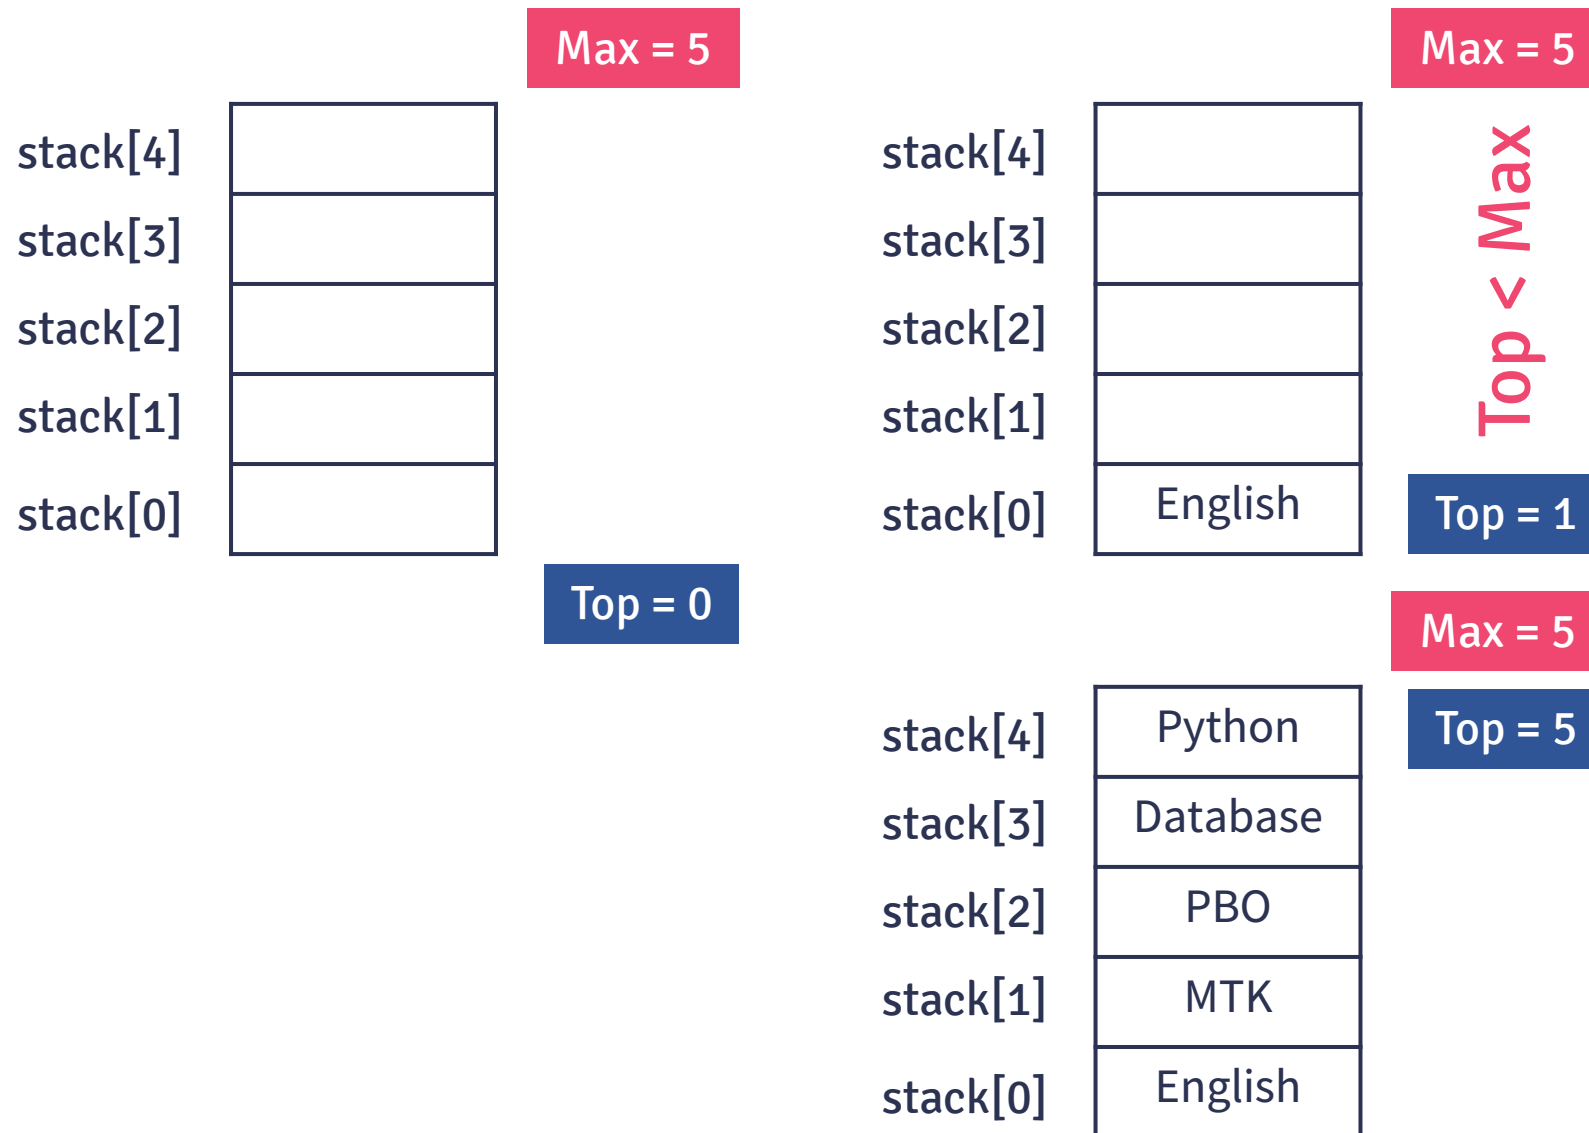 Max = 5
stack[4]
stack[3]
stack[2]
stack[1]
stack[0]
Top = 0
Max = 5
stack[4]
stack[3]
stack[2]
stack[1]
stack[0]
English
Top < Max
Top = 1
Max = 5
stack[4]
Python
Top = 5
stack[3]
Database
stack[2]
PBO
stack[1]
MTK
stack[0]
English